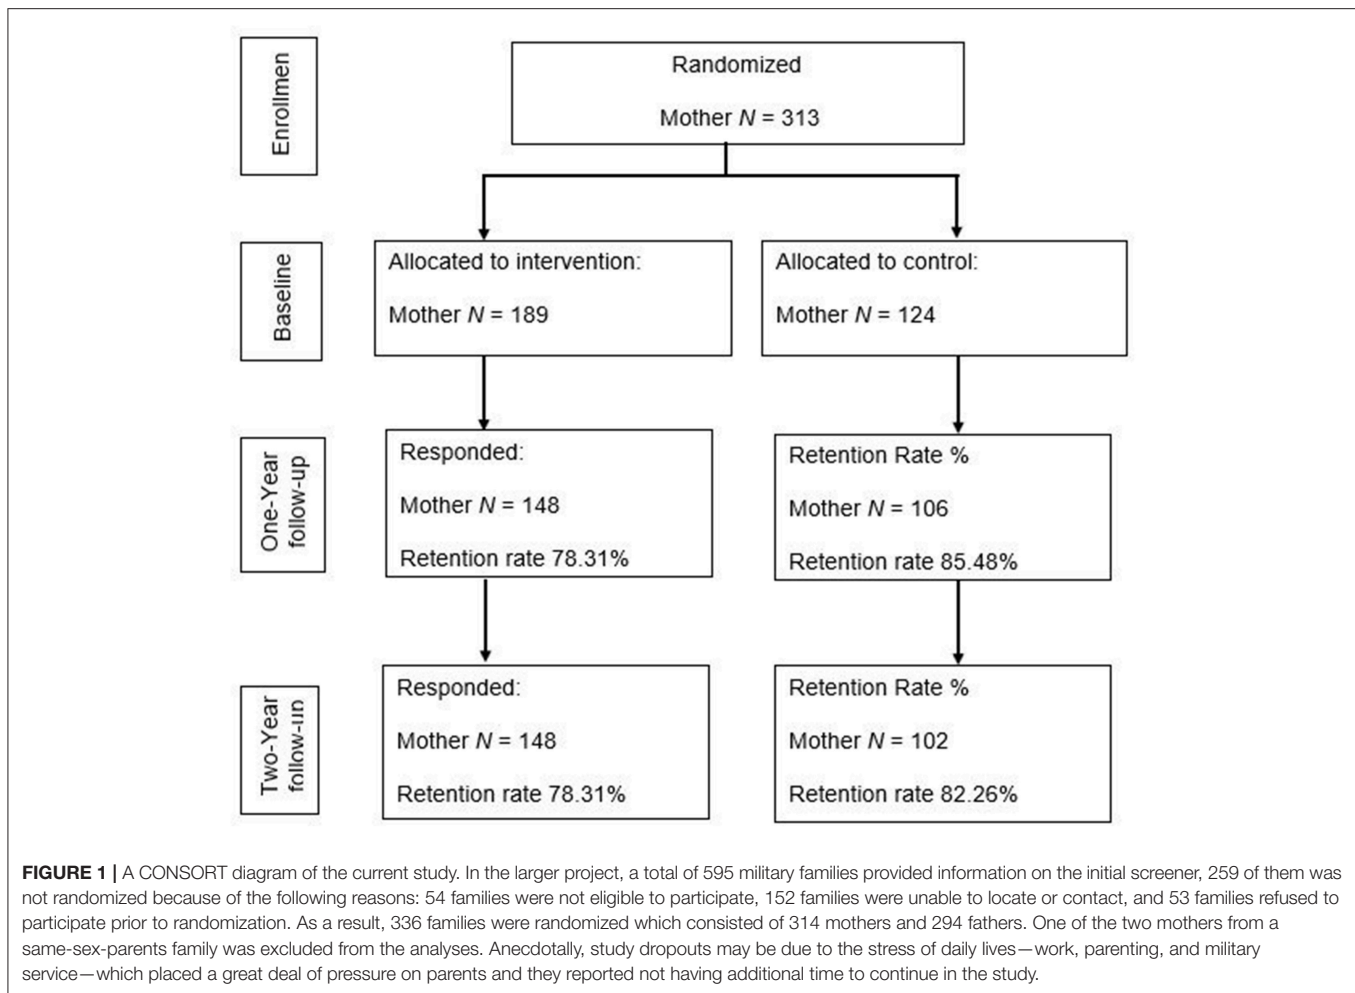 Enrollmen
Randomized
Mother N = 313
Baseline
Allocated to intervention:
Mother N = 189
Allocated to control:
Mother N = 124
One-Year
follow-up
Responded:
Mother N = 148
Retention rate 78.31%
Retention Rate %
Mother N = 106
Retention rate 85.48%
Two-Year
follow-up
Responded:
Mother N = 148
Retention rate 78.31%
Retention Rate %
Mother N = 102
Retention rate 82.26%
FIGURE 1 | A CONSORT diagram of the current study. In the larger project, a total of 595 military families provided information on the initial screener, 259 of them was
not randomized because of the following reasons: 54 families were not eligible to participate, 152 families were unable to locate or contact, and 53 families refused to
participate prior to randomization. As a result, 336 families were randomized which consisted of 314 mothers and 294 fathers. One of the two mothers from a
same-sex-parents family was excluded from the analyses. Anecdotally, study dropouts may be due to the stress of daily lives—work, parenting, and military
service—which placed a great deal of pressure on parents and they reported not having additional time to continue in the study.